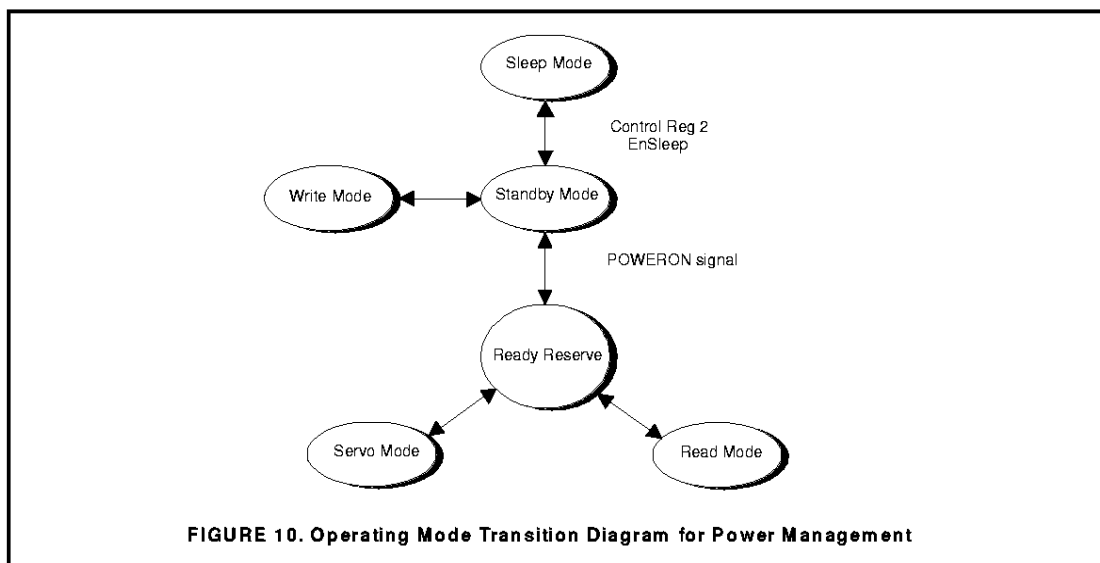 Sleep Mode
Control Reg 2
EnSleep
Write Mode
Standby Mode
POWERON signal
Ready Reserve
Servo Mode
Read Mode
FIGURE 10. Operating Mode Transition Diagram for Power Management